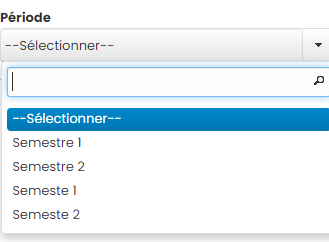 Période
--Sélectionner--
--Sélectionner--
Semestre 1
Semestre 2
Semeste 1
Semeste 2